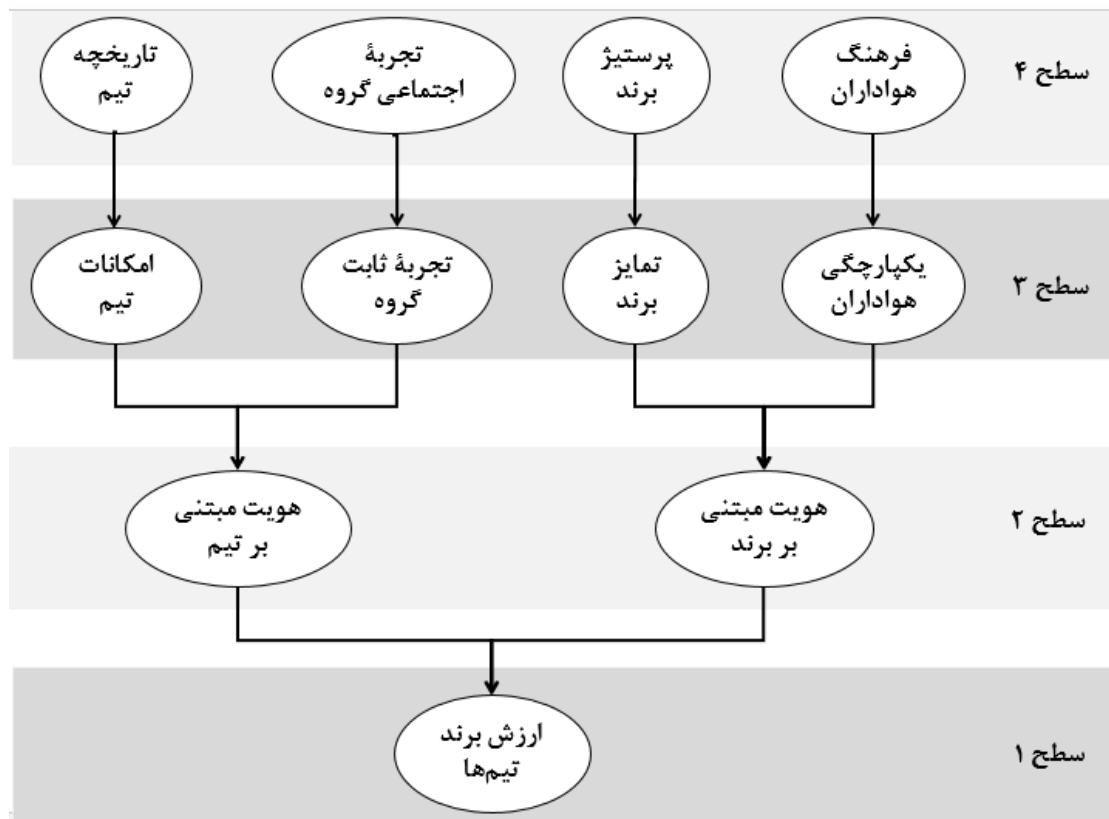 سطح ۴
فرهنگ
هواداران
پرستیژ
برند
تجربهٔ
اجتماعی گروه
تاریخچه
تیم
سطح ۳
یکپارچگی
هواداران
تمایز
برند
تجربهٔ ثابت
گروه
امکانات
تیم
سطح ۲
هویت مبتنی
بر برند
هویت مبتنی
بر تیم
سطح ۱
ارزش برند
تیم‌ها